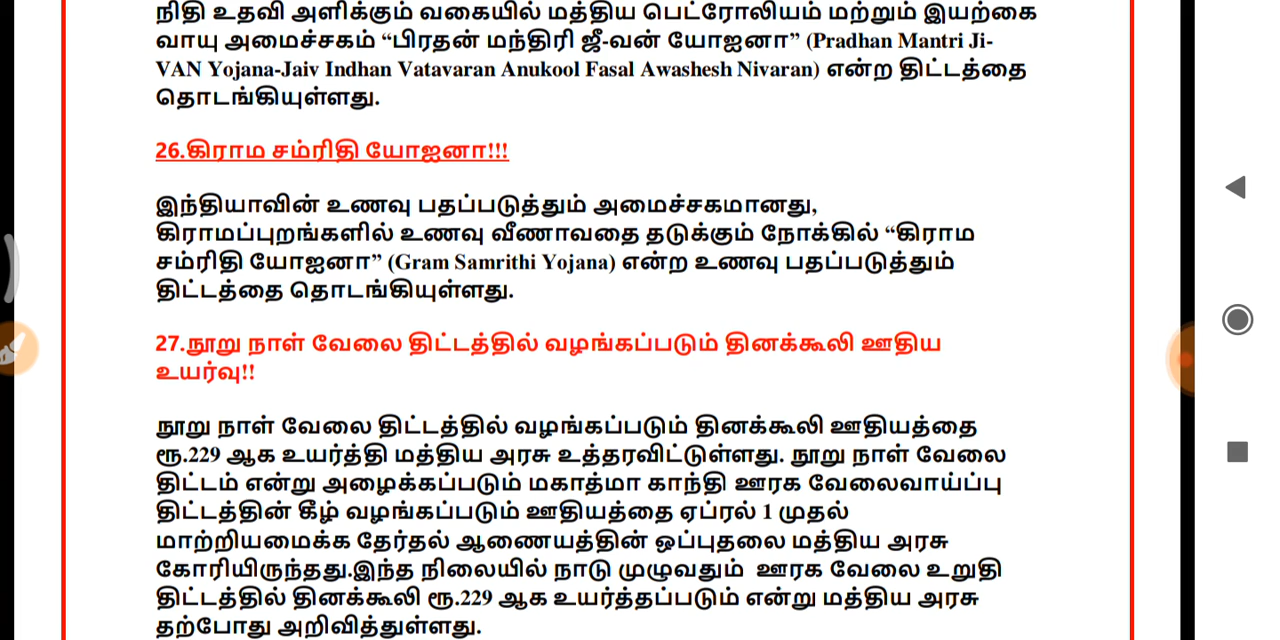 நிதி உதவி அளிக்கும் வகையில் மத்திய பெட்ரோலியம் மற்றும் இயற்கை
வாயு அமைச்சகம் “பிரதன் மந்திரி ஜீ-வன் யோஜனா” (Pradhan Mantri Ji-
VAN Yojana-Jaiv Indhan Vatavaran Anukool Fasal Awashesh Nivaran) என்ற திட்டத்தை
தொடங்கியுள்ளது.
26.கிராம சம்ரிதி யோஜனா!!!
இந்தியாவின் உணவு பதப்படுத்தும் அமைச்சகமானது,
கிராமப்புறங்களில் உணவு வீணாவதை தடுக்கும் நோக்கில் “கிராம
சம்ரிதி யோஜனா” (Gram Samrithi Yojana) என்ற உணவு பதப்படுத்தும்
திட்டத்தை தொடங்கியுள்ளது.
27.நூறு நாள் வேலை திட்டத்தில் வழங்கப்படும் தினக்கூலி ஊதிய
உயர்வு!!
நூறு நாள் வேலை திட்டத்தில் வழங்கப்படும் தினக்கூலி ஊதியத்தை
ரூ.229 ஆக உயர்த்தி மத்திய அரசு உத்தரவிட்டுள்ளது. நூறு நாள் வேலை
திட்டம் என்று அழைக்கப்படும் மகாத்மா காந்தி ஊரக வேலைவாய்ப்பு
திட்டத்தின் கீழ் வழங்கப்படும் ஊதியத்தை ஏப்ரல் 1 முதல்
மாற்றியமைக்க தேர்தல் ஆணையத்தின் ஒப்புதலை மத்திய அரசு
கோரியிருந்தது.இந்த நிலையில் நாடு முழுவதும் ஊரக வேலை உறுதி
திட்டத்தில் தினக்கூலி ரூ.229 ஆக உயர்த்தப்படும் என்று மத்திய அரசு
தற்போது அறிவித்துள்ளது.